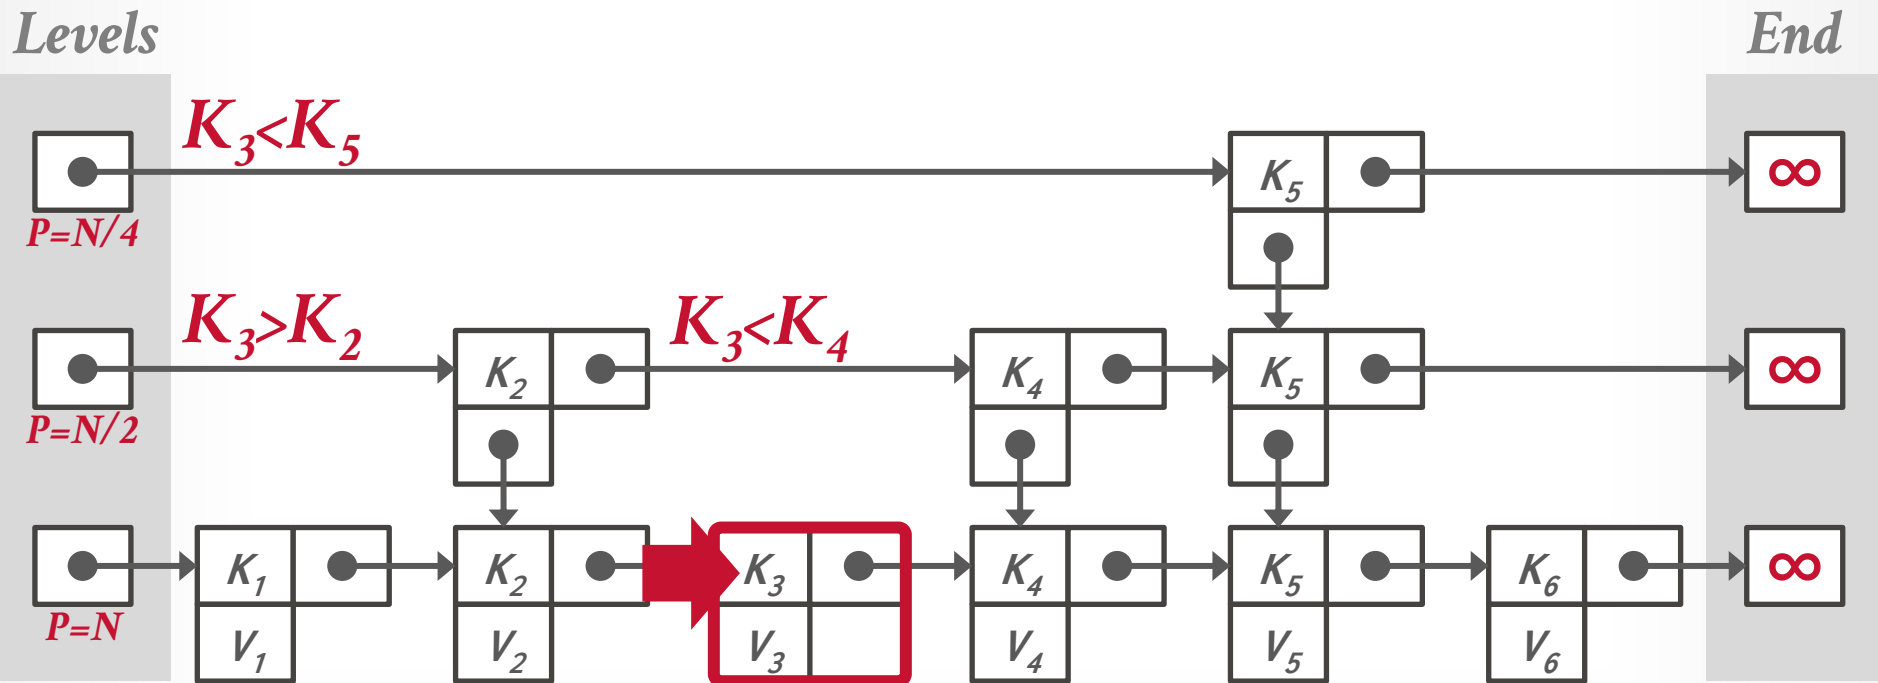 Levels End
K₃<K₅
K₅ ∞
P=N/4
K₃>K₂ K₃<K₄
K₂ K₄ K₅ ∞
P=N/2
K₁ K₂ K₃ K₄ K₅ K₆ ∞
P=N
V₁ V₂ V₃ V₄ V₅ V₆